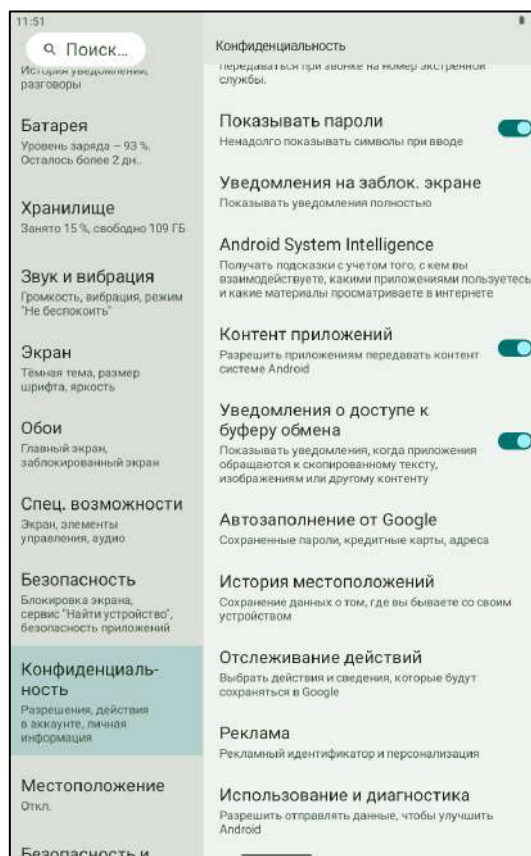 11:51
Поиск...
История уведомлений,
разговоры
Батарея
Уровень заряда – 93 %.
Осталось более 2 дн..
Хранилище
Занято 15 %, свободно 109 ГБ
Звук и вибрация
Громкость, вибрация, режим
"Не беспокоить"
Экран
Тёмная тема, размер
шрифта, яркость
Обои
Главный экран,
заблокированный экран
Спец. возможности
Экран, элементы
управления, аудио
Безопасность
Блокировка экрана,
сервис "Найти устройство",
безопасность приложений
Конфиденциаль-
ность
Разрешения, действия
в аккаунте, личная
информация
Местоположение
Откл.
Безопасность и
Конфиденциальность
передаваться при звонке на номер экстренной
службы.
Показывать пароли
Ненадолго показывать символы при вводе
Уведомления на заблок. экране
Показывать уведомления полностью
Android System Intelligence
Получать подсказки с учетом того, с кем вы
взаимодействуете, какими приложениями пользуетесь
и какие материалы просматриваете в интернете
Контент приложений
Разрешить приложениям передавать контент
системе Android
Уведомления о доступе к
буферу обмена
Показывать уведомления, когда приложения
обращаются к скопированному тексту,
изображениям или другому контенту
Автозаполнение от Google
Сохраненные пароли, кредитные карты, адреса
История местоположений
Сохранение данных о том, где вы бываете со своим
устройством
Отслеживание действий
Выбрать действия и сведения, которые будут
сохраняться в Google
Реклама
Рекламный идентификатор и персонализация
Использование и диагностика
Разрешить отправлять данные, чтобы улучшить
Android